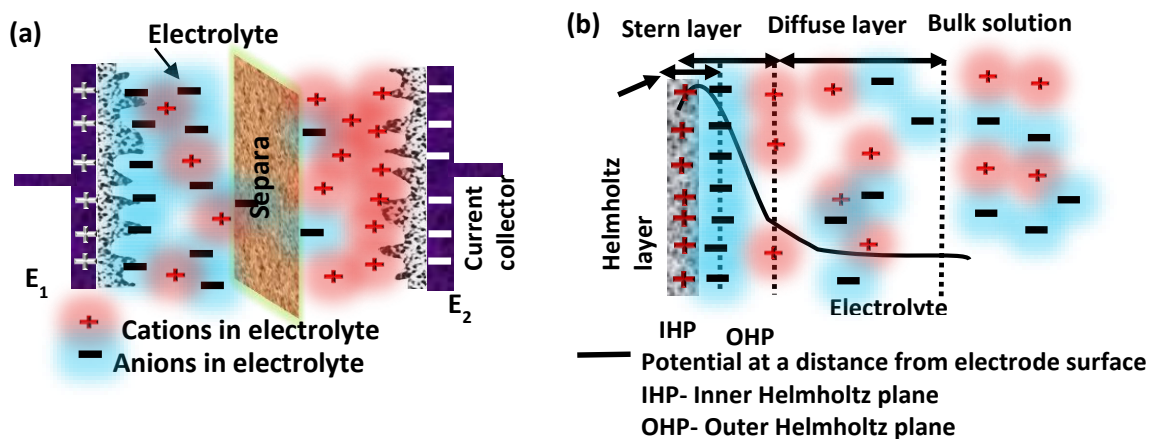 (a)
Electrolyte
Separa
E1
E2
Current
collector
Cations in electrolyte
Anions in electrolyte
(b)
Stern layer
Diffuse layer
Bulk solution
Helmholtz
layer
IHP
OHP
Electrolyte
Potential at a distance from electrode surface
IHP- Inner Helmholtz plane
OHP- Outer Helmholtz plane